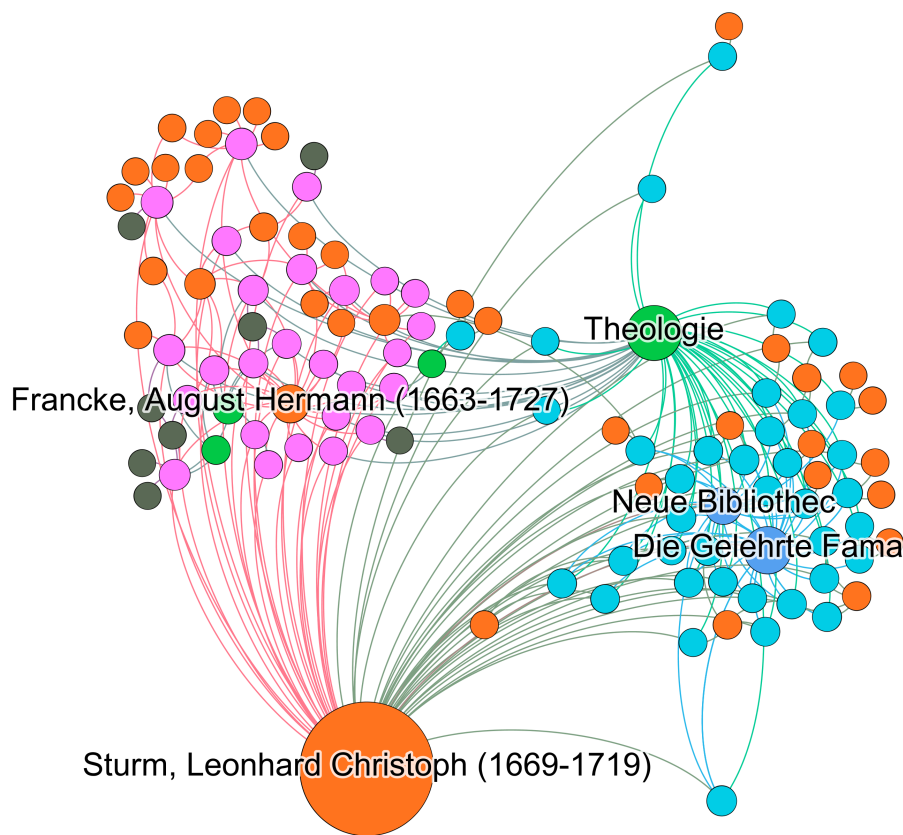 Theologie
Francke, August Hermann (1663-1727)
Neue Bibliothec
Die Gelehrte Fama
Sturm, Leonhard Christoph (1669-1719)